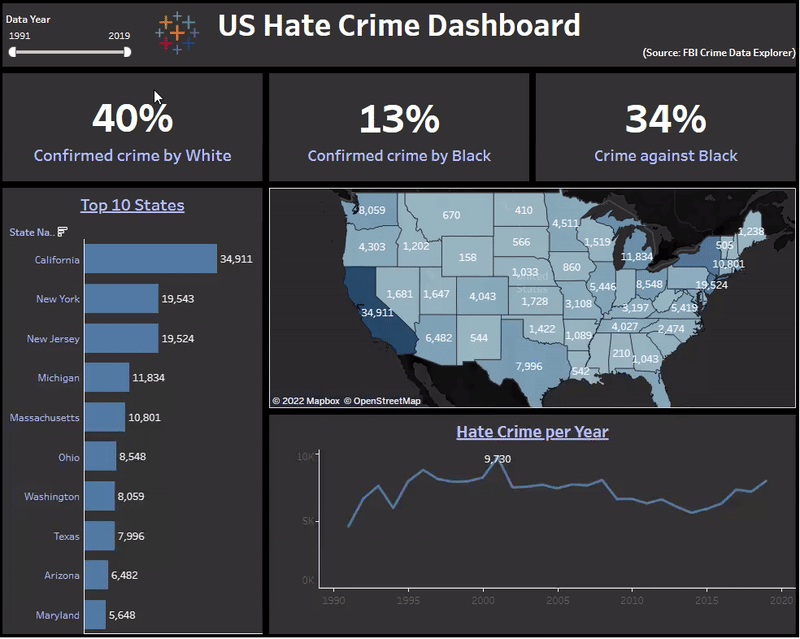 Data Year
1991 2019
US Hate Crime Dashboard
(Source: FBI Crime Data Explorer)
40%
Confirmed crime by White
13%
Confirmed crime by Black
34%
Crime against Black
Top 10 States
State Na..
California 34,911
New York 19,543
New Jersey 19,524
Michigan 11,834
Massachusetts 10,801
Ohio 8,548
Washington 8,059
Texas 7,996
Arizona 6,482
Maryland 5,648
8,059
670
410
4,511
1,238
4,303
1,202
566
1,519
505
158
11,834
10,801
1,033
860
States
1,681
1,647
4,043
1,728
5,446
8,548
19,524
34,911
3,108
3,197
5,419
6,482
544
1,422
1,089
4,027
2,474
7,996
542
210
1,043
© 2022 Mapbox © OpenStreetMap
Hate Crime per Year
10K
9,730
5K
0K
1990 1995 2000 2005 2010 2015 2020